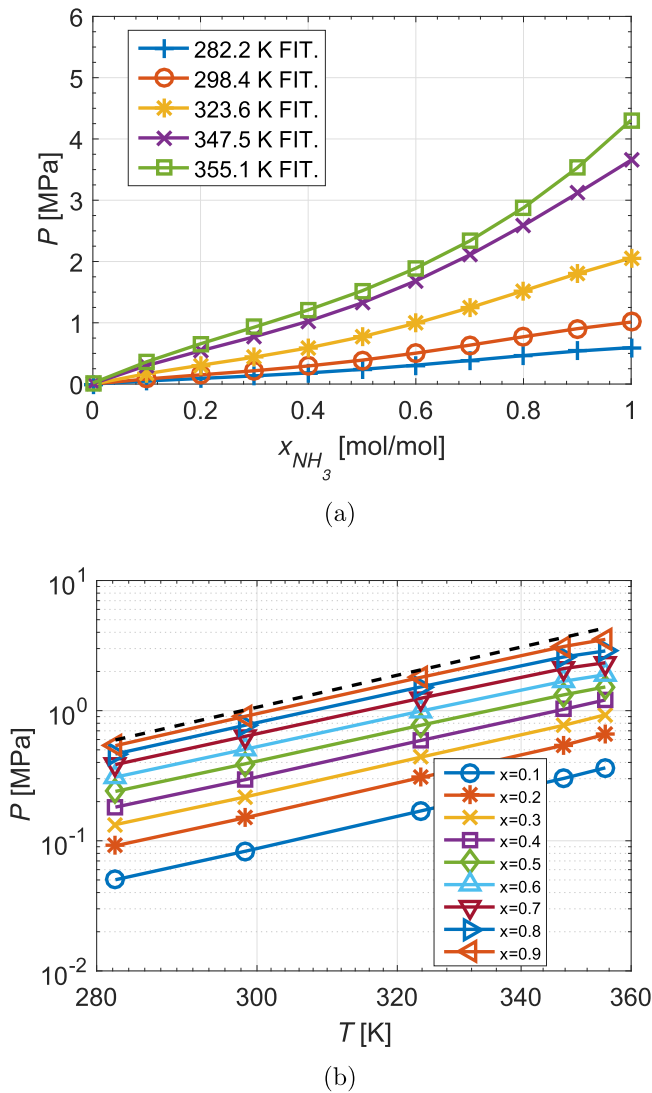 6
5
4
3
2
1
0
P [MPa]
282.2 K FIT.
298.4 K FIT.
323.6 K FIT.
347.5 K FIT.
355.1 K FIT.
0 0.2 0.4 0.6 0.8 1
x_NH_3 [mol/mol]
(a)
10^1
10^0
10^-1
10^-2
P [MPa]
x=0.1
x=0.2
x=0.3
x=0.4
x=0.5
x=0.6
x=0.7
x=0.8
x=0.9
280 300 320 340 360
T [K]
(b)